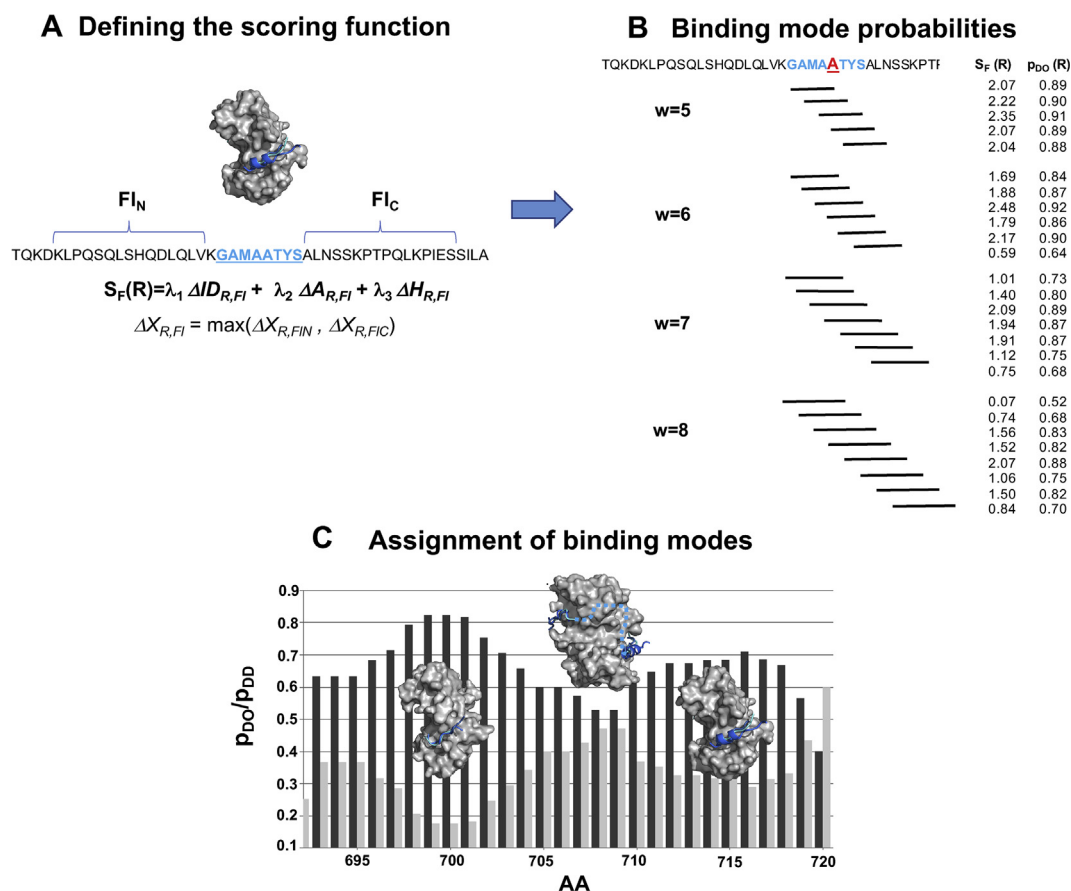 A Defining the scoring function
FI_N
FI_C
TQKDKLPQSQLSHQDLQLVKGAMAATYSALNSSKPTPQLKPIESSILA
S_F(R)=λ₁ ΔID_R,FI + λ₂ ΔA_R,FI + λ₃ ΔH_R,FI
ΔX_R,FI = max(ΔX_R,FIN , ΔX_R,FIC)
B Binding mode probabilities
TQKDKLPQSQLSHQDLQLVKGAMAATYSALNSSKPTP
S_F (R) p_DO (R)
w=5
2.07 0.89
2.22 0.90
2.35 0.91
2.07 0.89
2.04 0.88
w=6
1.69 0.84
1.88 0.87
2.48 0.92
1.79 0.86
2.17 0.90
0.59 0.64
w=7
1.01 0.73
1.40 0.80
2.09 0.89
1.94 0.87
1.91 0.87
1.12 0.75
0.75 0.68
w=8
0.07 0.52
0.74 0.68
1.56 0.83
1.52 0.82
2.07 0.88
1.06 0.75
1.50 0.82
0.84 0.70
C Assignment of binding modes
p_DO/p_DD
0.9
0.8
0.7
0.6
0.5
0.4
0.3
0.2
0.1
695 700 705 710 715 720
AA